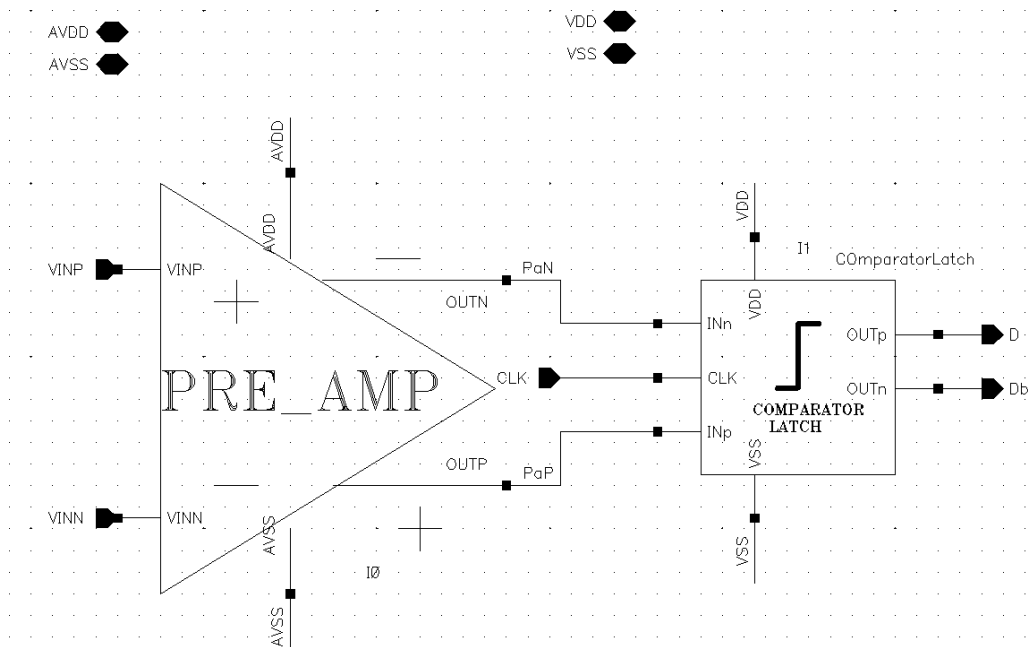 AVDD
VDD
AVSS
VSS
AVDD
AVDD
VDD
I1
COmparatorLatch
VINP
VINP
PaN
OUTN
VDD
INn
OUTp
D
PRE_AMP
CLK
CLK
OUTn
Db
COMPARATOR
LATCH
INp
OUTP
PaP
VSS
VINN
VINN
AVSS
VSS
I0
AVSS